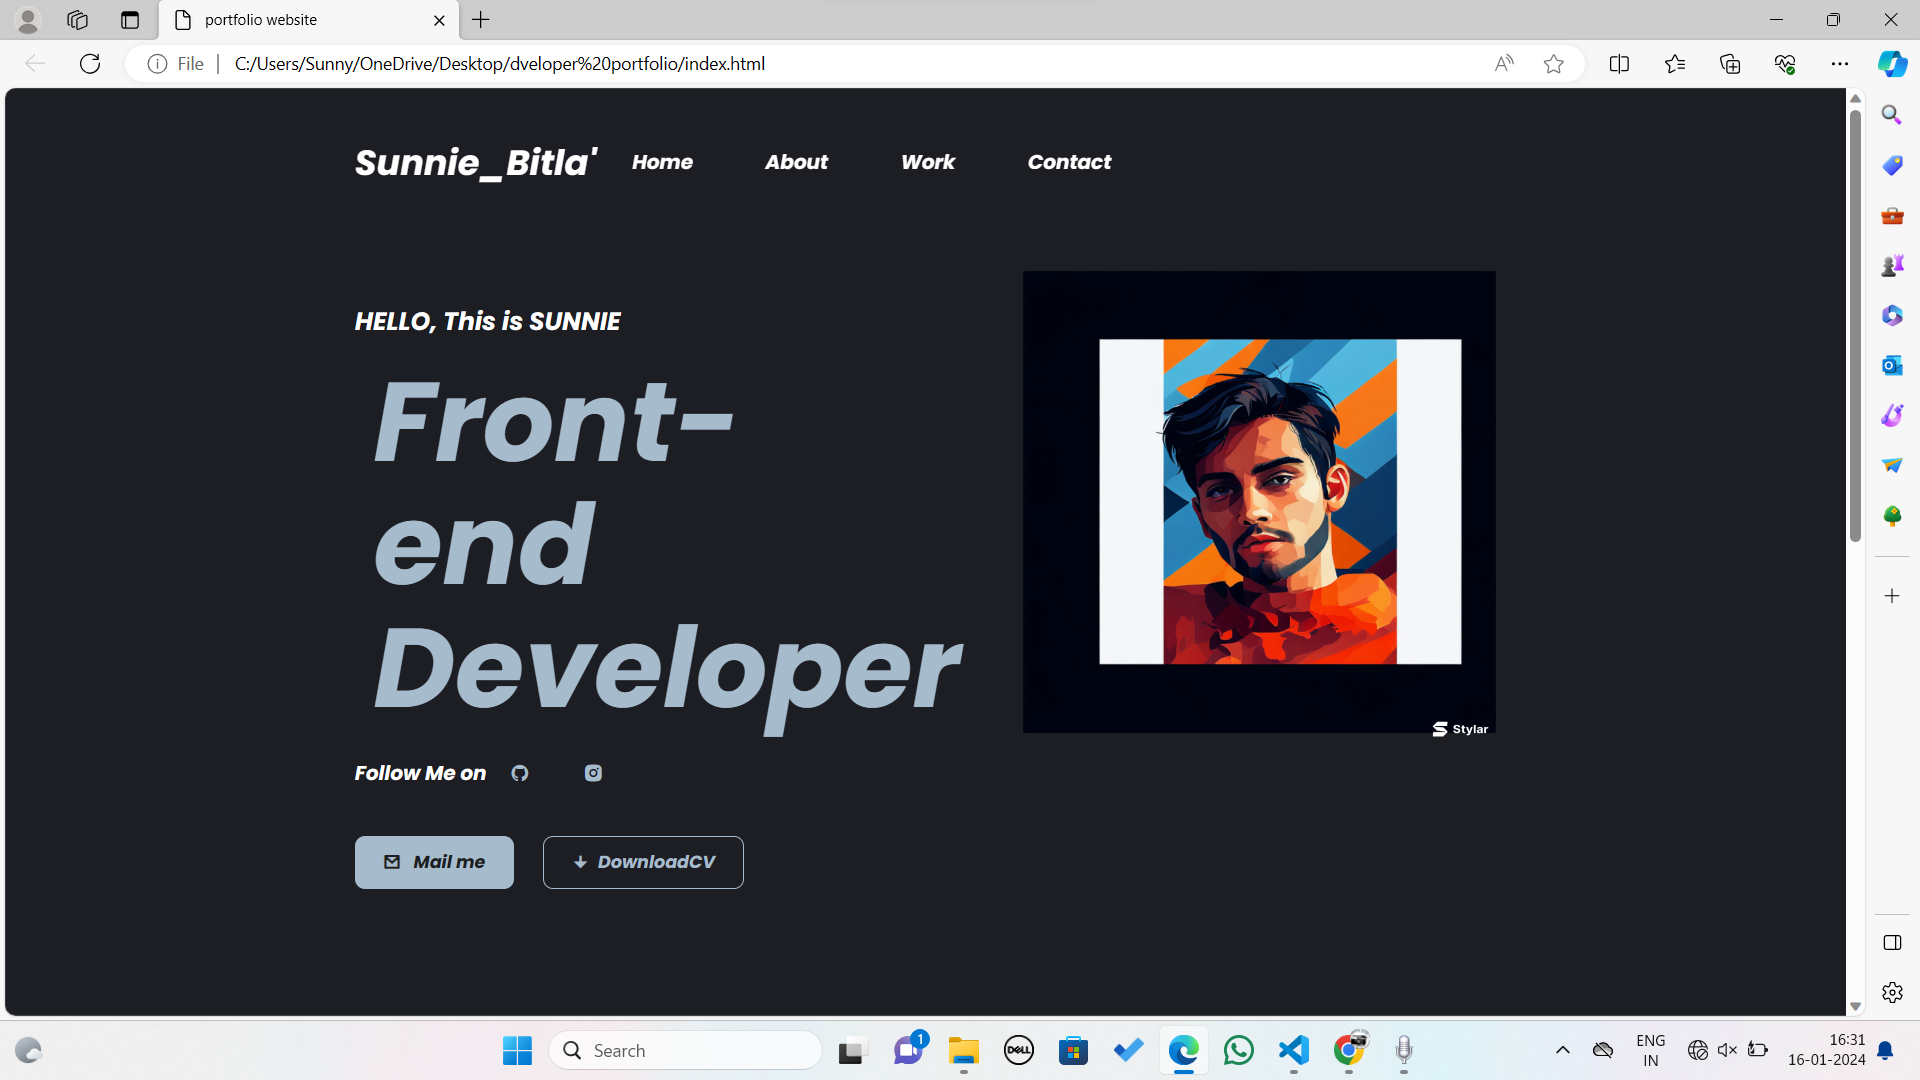 portfolio website
File
C:/Users/Sunny/OneDrive/Desktop/dveloper%20portfolio/index.html
Sunnie_Bitla'
Home About Work Contact
HELLO, This is SUNNIE
Front-
end
Developer
Stylar
Follow Me on
Mail me
DownloadCV
Search
1
DELL
ENG
IN
16:31
16-01-2024